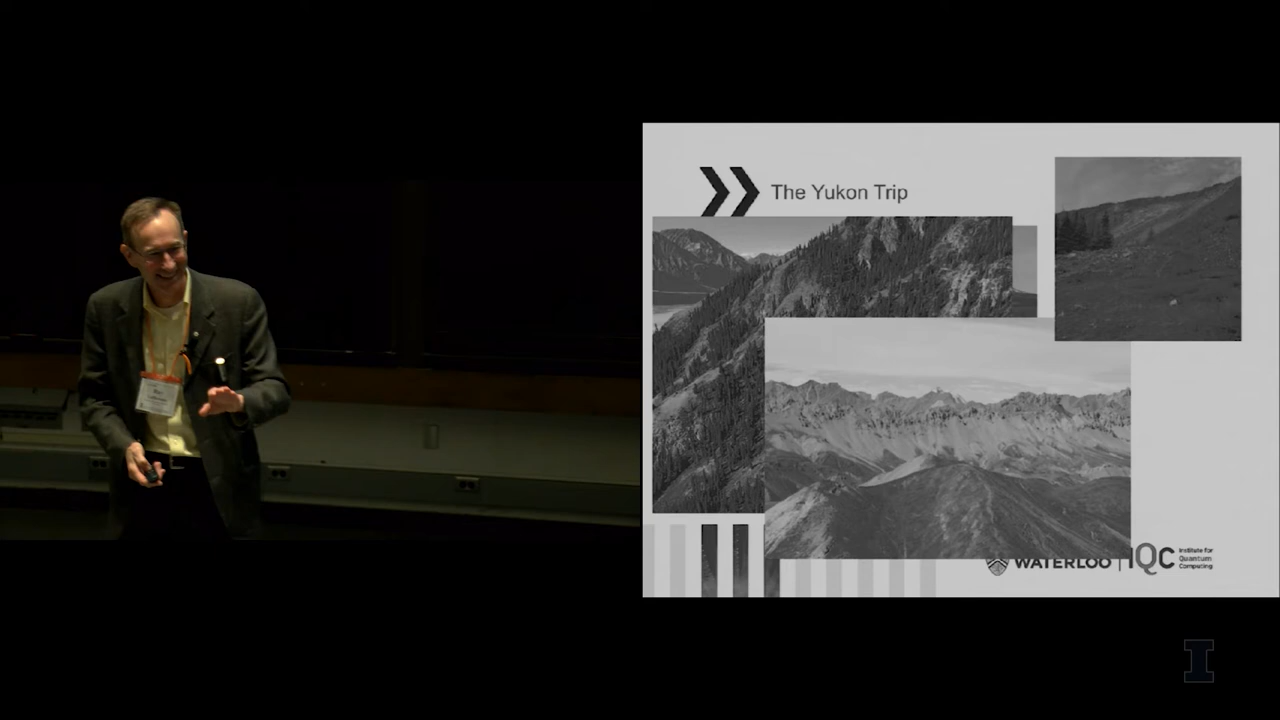 The Yukon Trip
WATERLOO | IQC
Institute for
Quantum
Computing
I